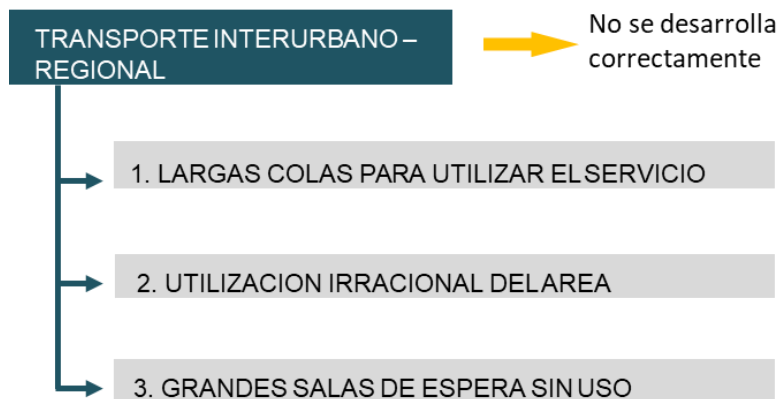 TRANSPORTE INTERURBANO –
REGIONAL
No se desarrolla
correctamente
1. LARGAS COLAS PARA UTILIZAR EL SERVICIO
2. UTILIZACION IRRACIONAL DEL AREA
3. GRANDES SALAS DE ESPERA SIN USO